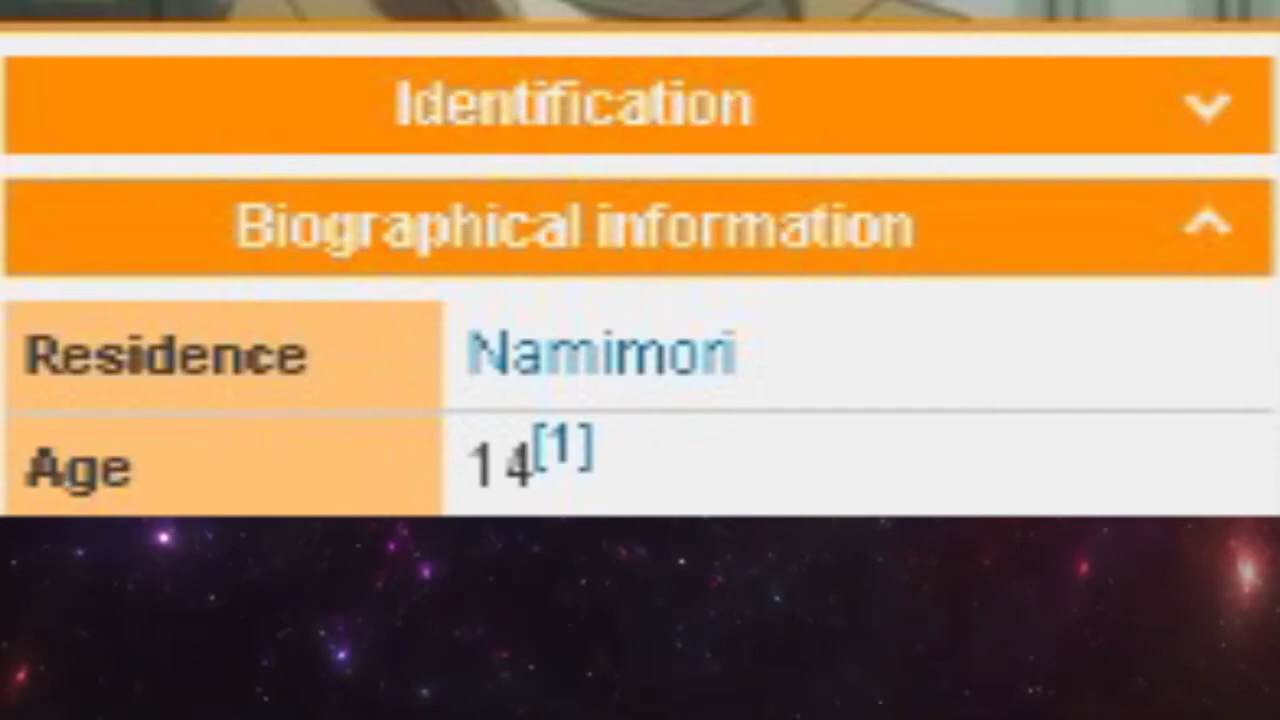 Identification
Biographical information
Residence Namimori
Age 14[1]